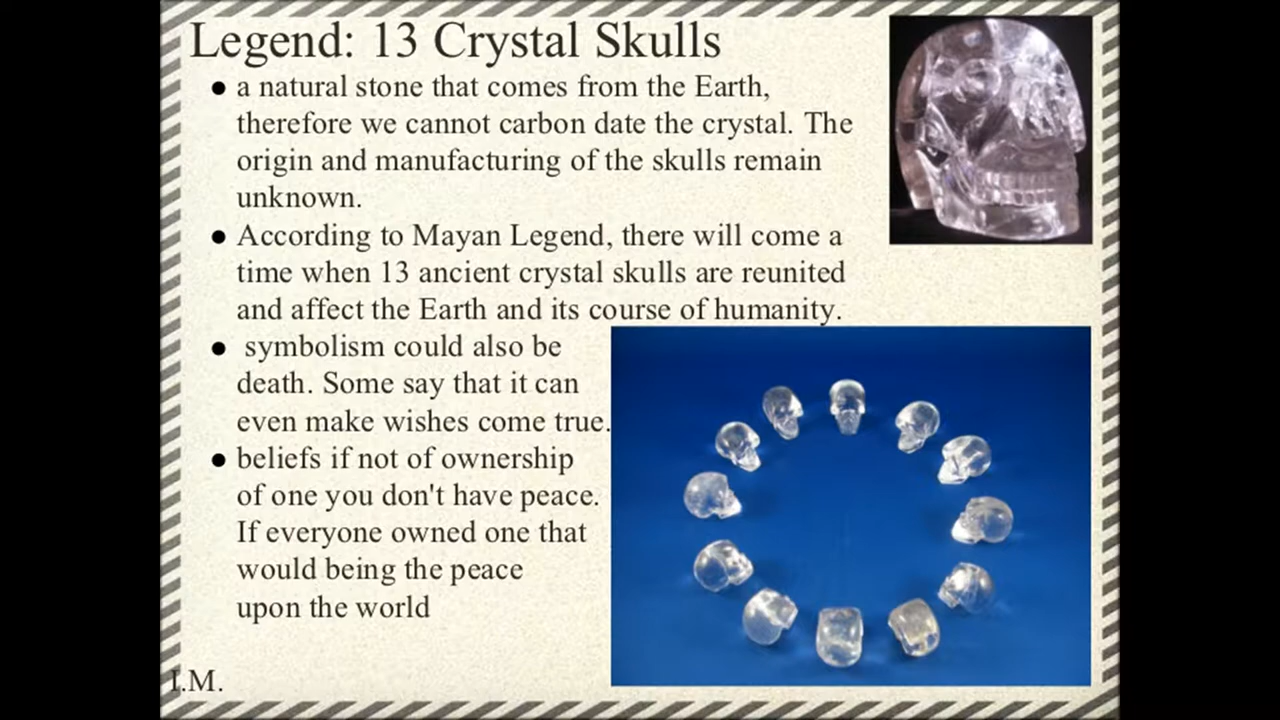 Legend: 13 Crystal Skulls
● a natural stone that comes from the Earth,
therefore we cannot carbon date the crystal. The
origin and manufacturing of the skulls remain
unknown.
● According to Mayan Legend, there will come a
time when 13 ancient crystal skulls are reunited
and affect the Earth and its course of humanity.
● symbolism could also be
death. Some say that it can
even make wishes come true.
● beliefs if not of ownership
of one you don't have peace.
If everyone owned one that
would being the peace
upon the world
I.M.